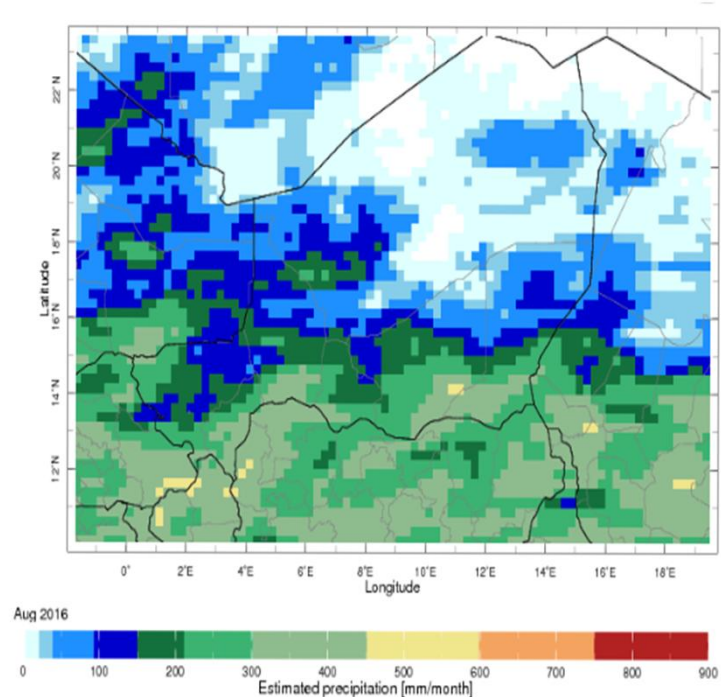 22˚N
20˚N
18˚N
16˚N
14˚N
12˚N
Latitude
0˚ 2˚E 4˚E 6˚E 8˚E 10˚E 12˚E 14˚E 16˚E 18˚E
Longitude
Aug 2016
0 100 200 300 400 500 600 700 800 900
Estimated precipitation [mm/month]